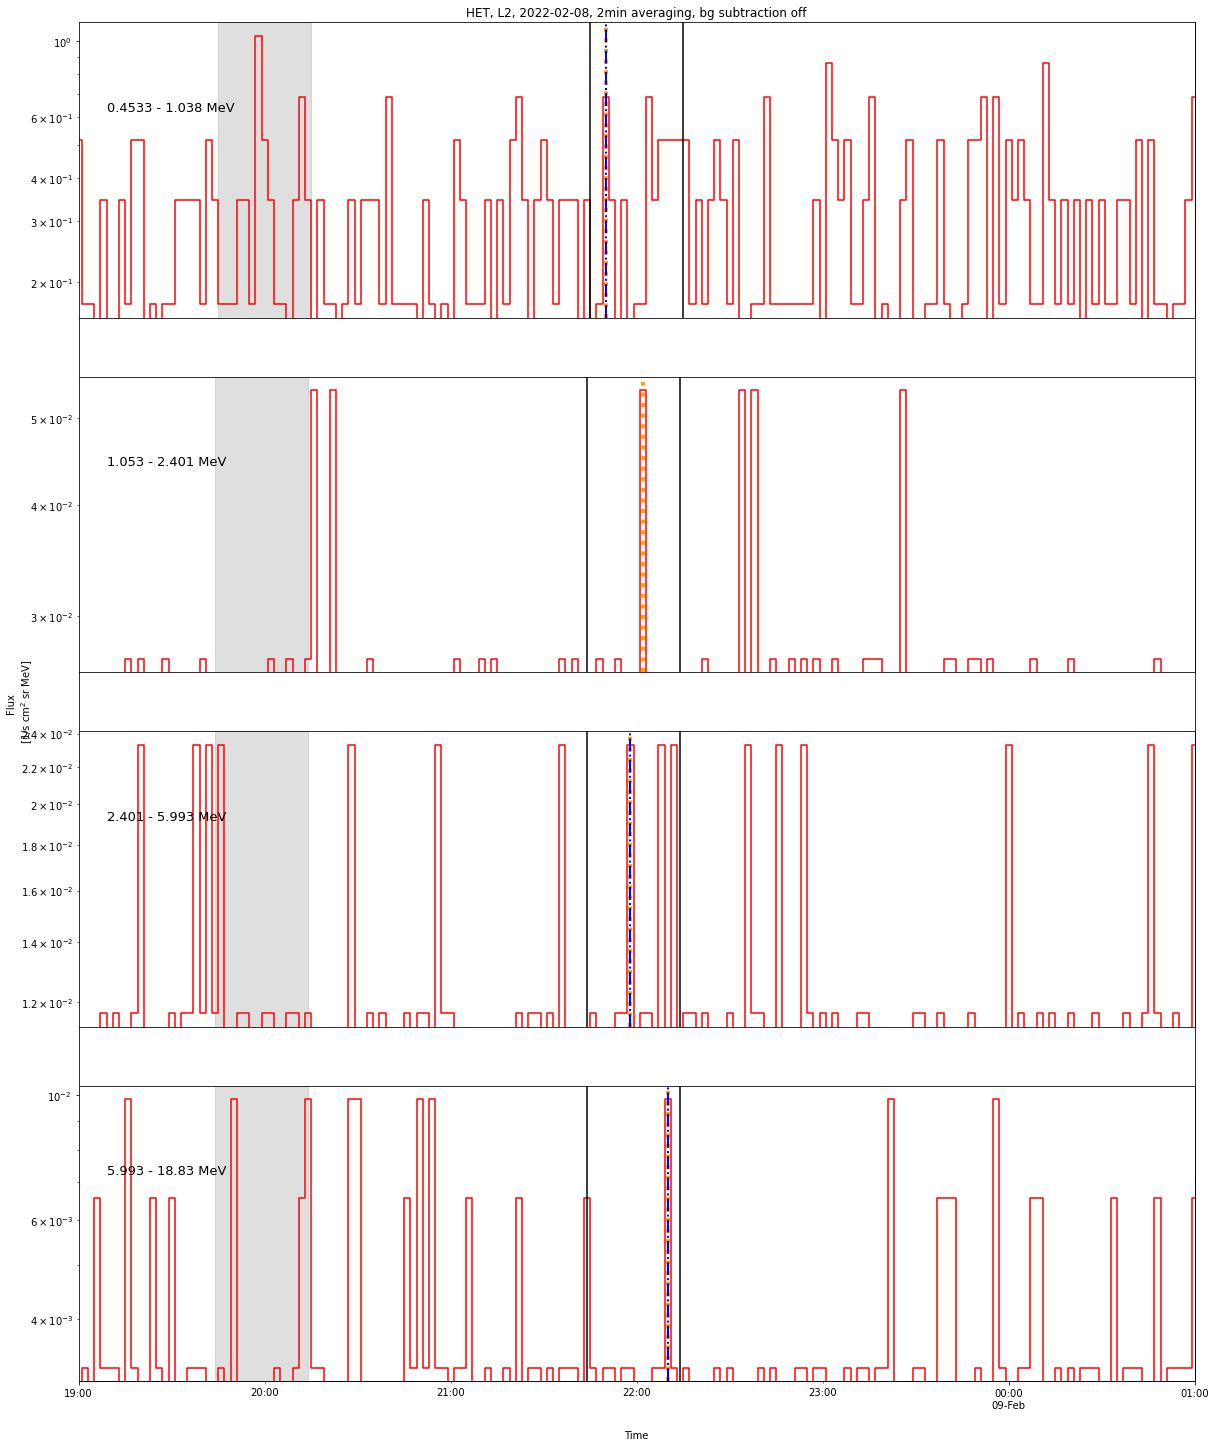 HET, L2, 2022-02-08, 2min averaging, bg subtraction off
10⁰
6 × 10⁻¹
4 × 10⁻¹
3 × 10⁻¹
2 × 10⁻¹
0.4533 - 1.038 MeV
5 × 10⁻²
4 × 10⁻²
3 × 10⁻²
1.053 - 2.401 MeV
Flux
[1/s cm² sr MeV]
2.4 × 10⁻²
2.2 × 10⁻²
2 × 10⁻²
1.8 × 10⁻²
1.6 × 10⁻²
1.4 × 10⁻²
1.2 × 10⁻²
2.401 - 5.993 MeV
10⁻²
6 × 10⁻³
4 × 10⁻³
5.993 - 18.83 MeV
19:00 20:00 21:00 22:00 23:00 00:00 01:00
09-Feb
Time